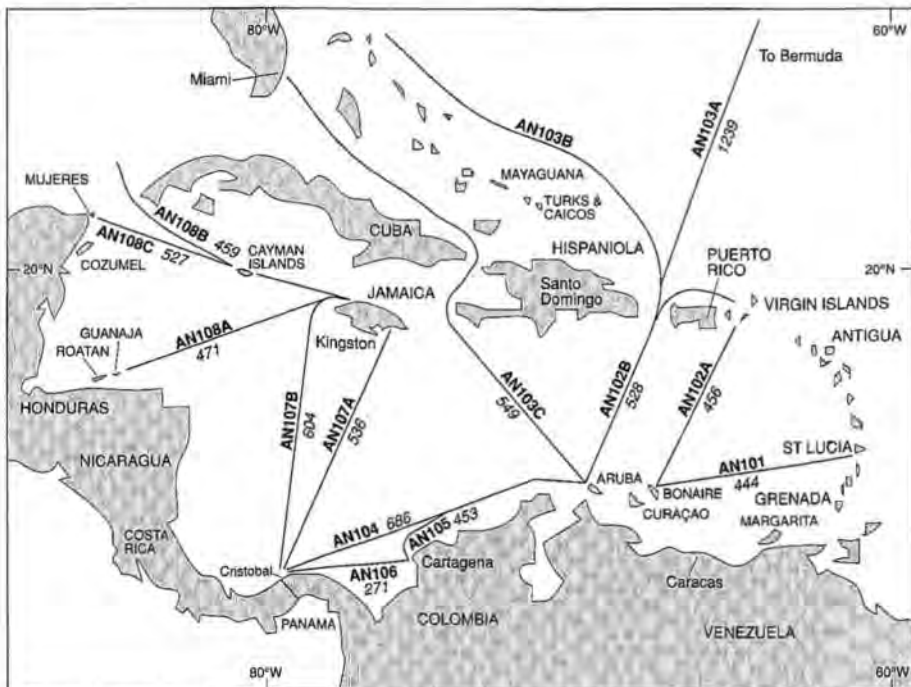 80°W
60°W
To Bermuda
Miami
AN103B
AN103A
1239
MUJERES
MAYAGUANA
TURKS &
CAICOS
AN108B 459
CUBA
AN108C
527
CAYMAN
ISLANDS
HISPANIOLA
PUERTO
RICO
20°N
COZUMEL
20°N
JAMAICA
Santo
Domingo
VIRGIN ISLANDS
GUANAJA
ROATAN
AN108A
471
Kingston
ANTIGUA
AN107B
604
AN107A
536
AN103C
549
AN102B
528
AN102A
456
HONDURAS
NICARAGUA
ST LUCIA
AN101
444
ARUBA
BONAIRE
CURAÇAO
GRENADA
MARGARITA
AN104 686
AN105 453
COSTA
RICA
Cristobal
AN106
271
Cartagena
Caracas
PANAMA
COLOMBIA
VENEZUELA
80°W
60°W